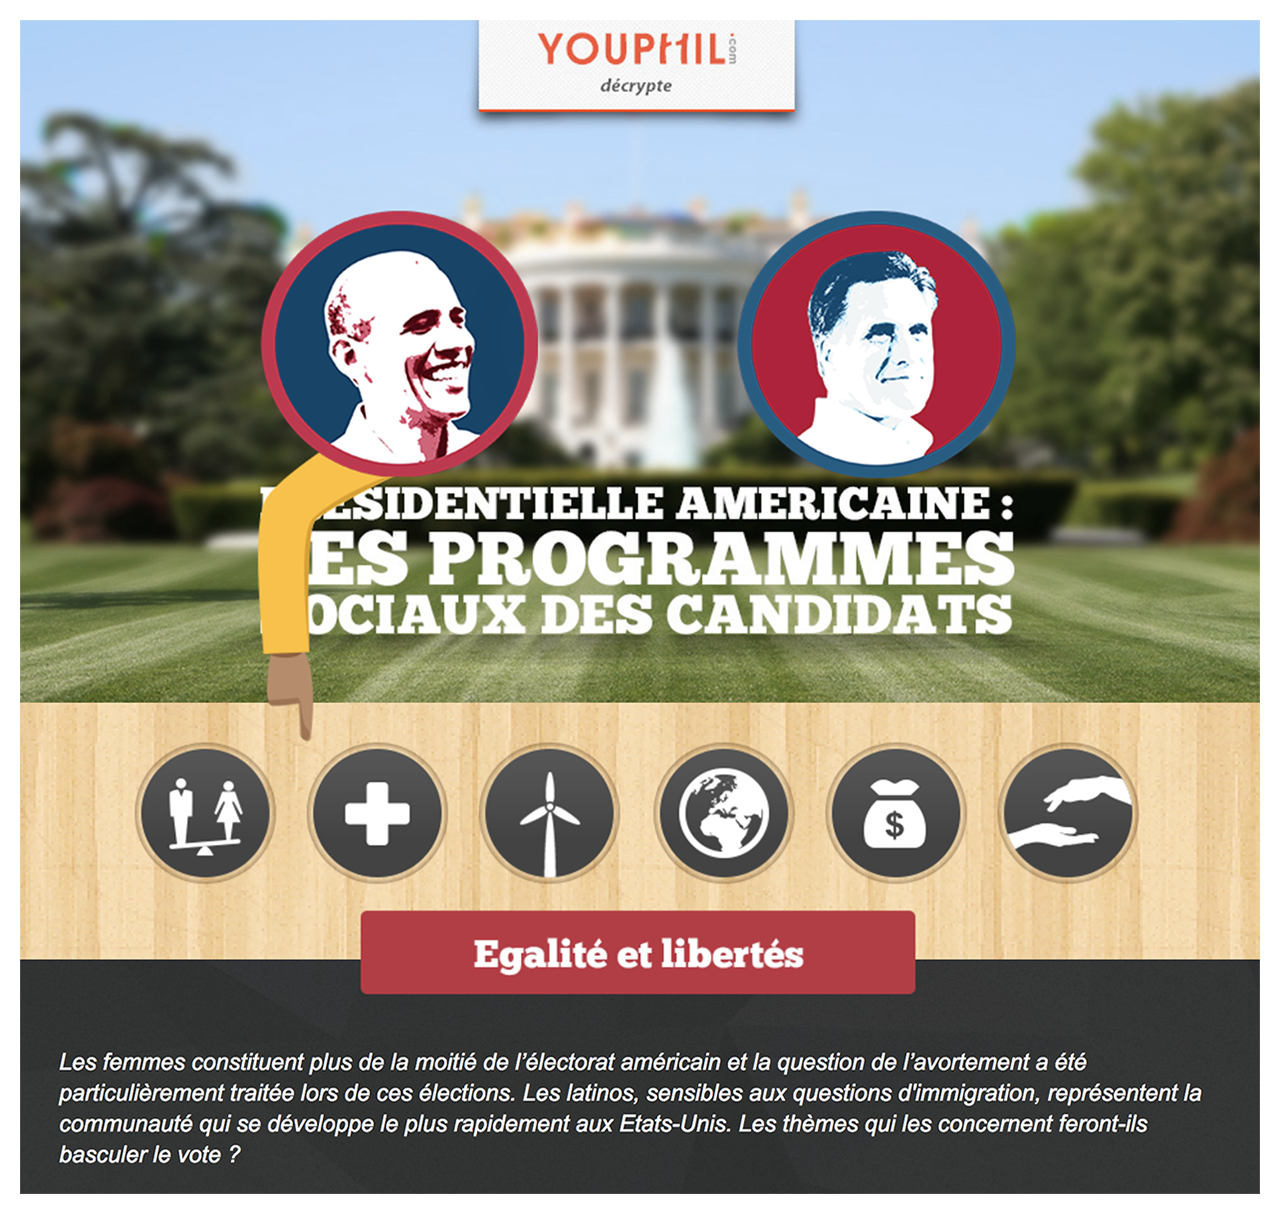 YOUPHIL.com
décrypte
ESIDENTIELLE AMERICAINE :
ES PROGRAMMES
OCIAUX DES CANDIDATS
$
Egalité et libertés
Les femmes constituent plus de la moitié de l’électorat américain et la question de l’avortement a été
particulièrement traitée lors de ces élections. Les latinos, sensibles aux questions d'immigration, représentent la
communauté qui se développe le plus rapidement aux Etats-Unis. Les thèmes qui les concernent feront-ils
basculer le vote ?